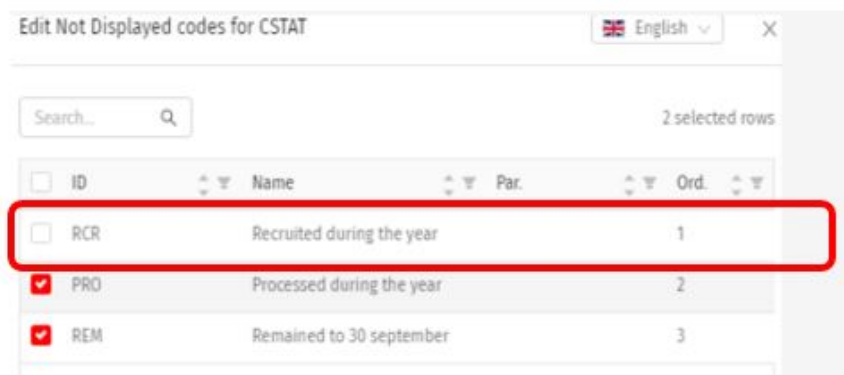 Edit Not Displayed codes for CSTAT English
Search...
2 selected rows
ID Name Par. Ord.
RCR Recruited during the year 1
PRO Processed during the year 2
REM Remained to 30 september 3